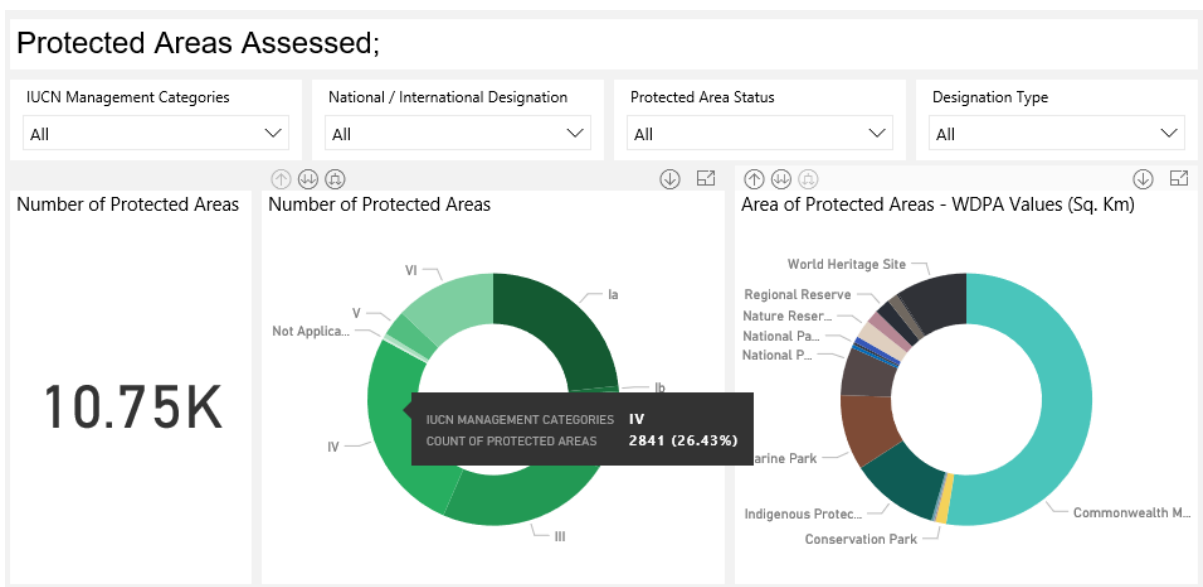 Protected Areas Assessed;
IUCN Management Categories
All
National / International Designation
All
Protected Area Status
All
Designation Type
All
Number of Protected Areas
10.75K
Number of Protected Areas
VI
Ia
V
Not Applica...
Ib
IV
III
IUCN MANAGEMENT CATEGORIES IV
COUNT OF PROTECTED AREAS 2841 (26.43%)
Area of Protected Areas - WDPA Values (Sq. Km)
World Heritage Site
Regional Reserve
Nature Reser...
National Pa...
National P...
arine Park
Indigenous Protec...
Conservation Park
Commonwealth M...